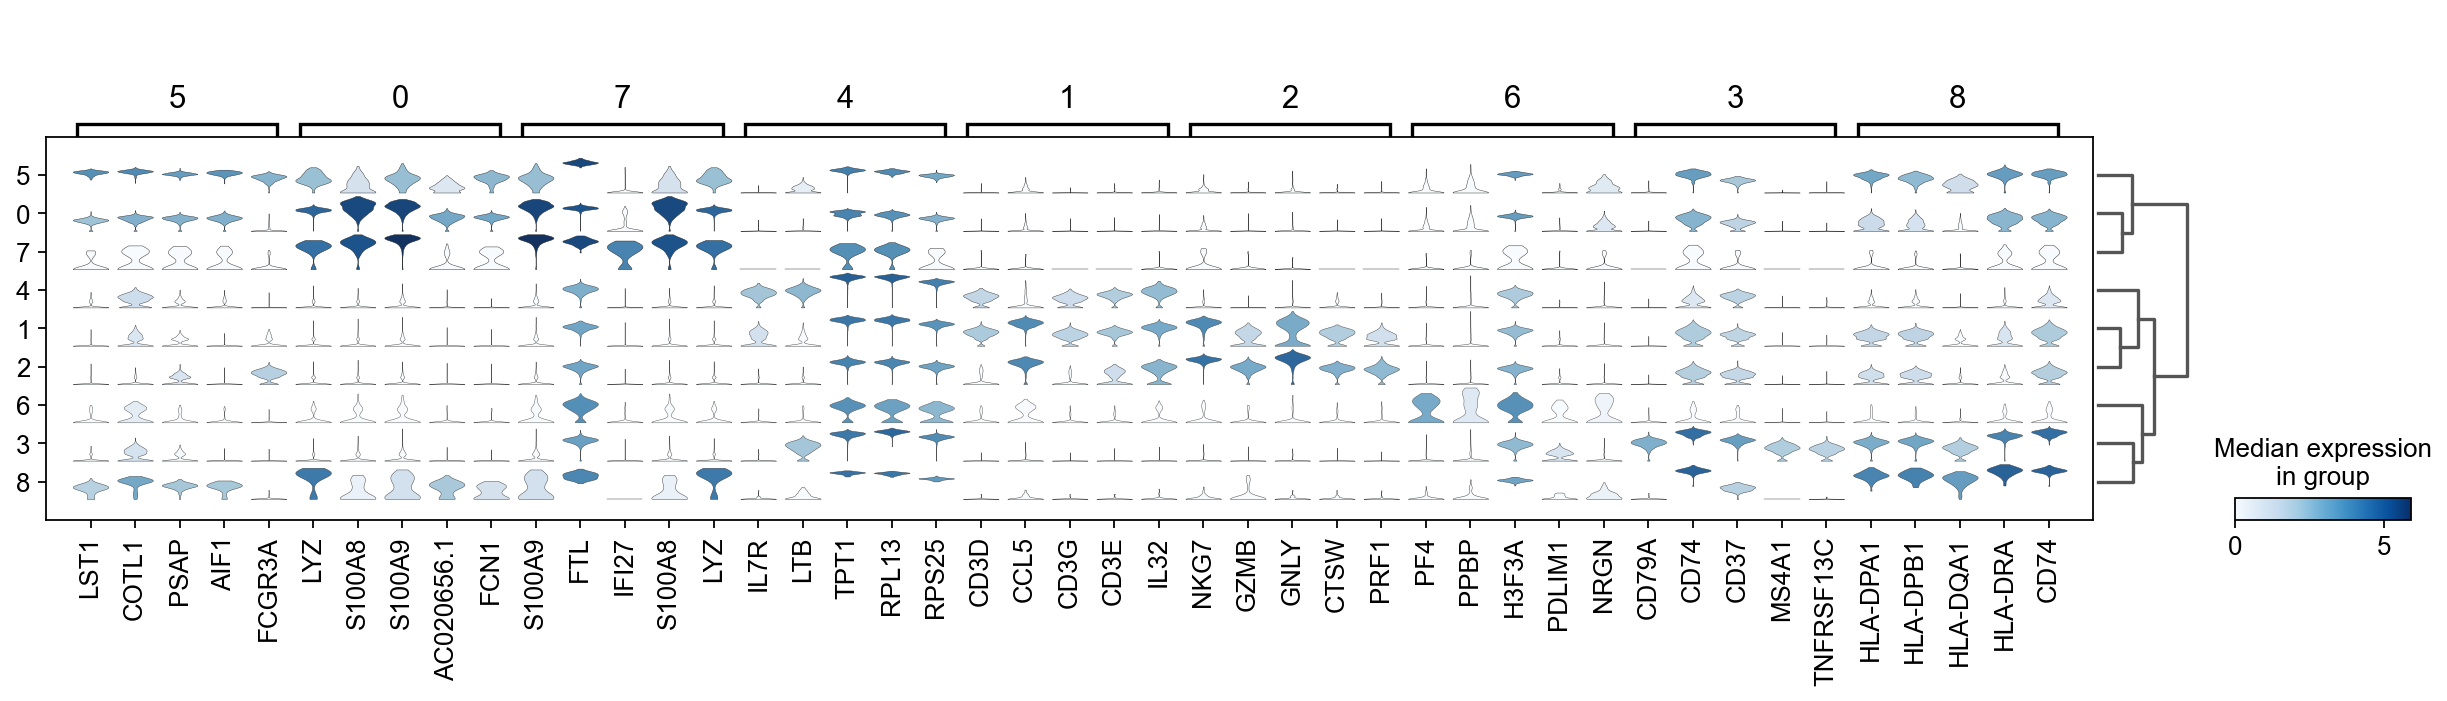 5 0 7 4 1 2 6 3 8
5
0
7
4
1
2
6
3
8
LST1 COTL1 PSAP AIF1 FCGR3A LYZ S100A8 S100A9 AC020656.1 FCN1 S100A9 FTL IFI27 S100A8 LYZ IL7R LTB TPT1 RPL13 RPS25 CD3D CCL5 CD3G CD3E IL32 NKG7 GZMB GNLY CTSW PRF1 PF4 PPBP H3F3A PDLIM1 NRGN CD79A CD74 CD37 MS4A1 TNFRSF13C HLA-DPA1 HLA-DPB1 HLA-DQA1 HLA-DRA CD74
Median expression
in group
0 5